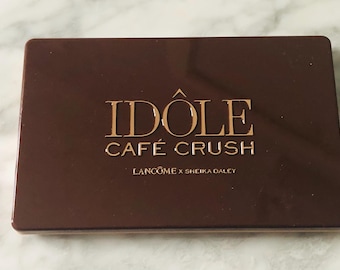 IDÔLE
CAFÉ CRUSH
LANCÔME X SHEIKA DALEY